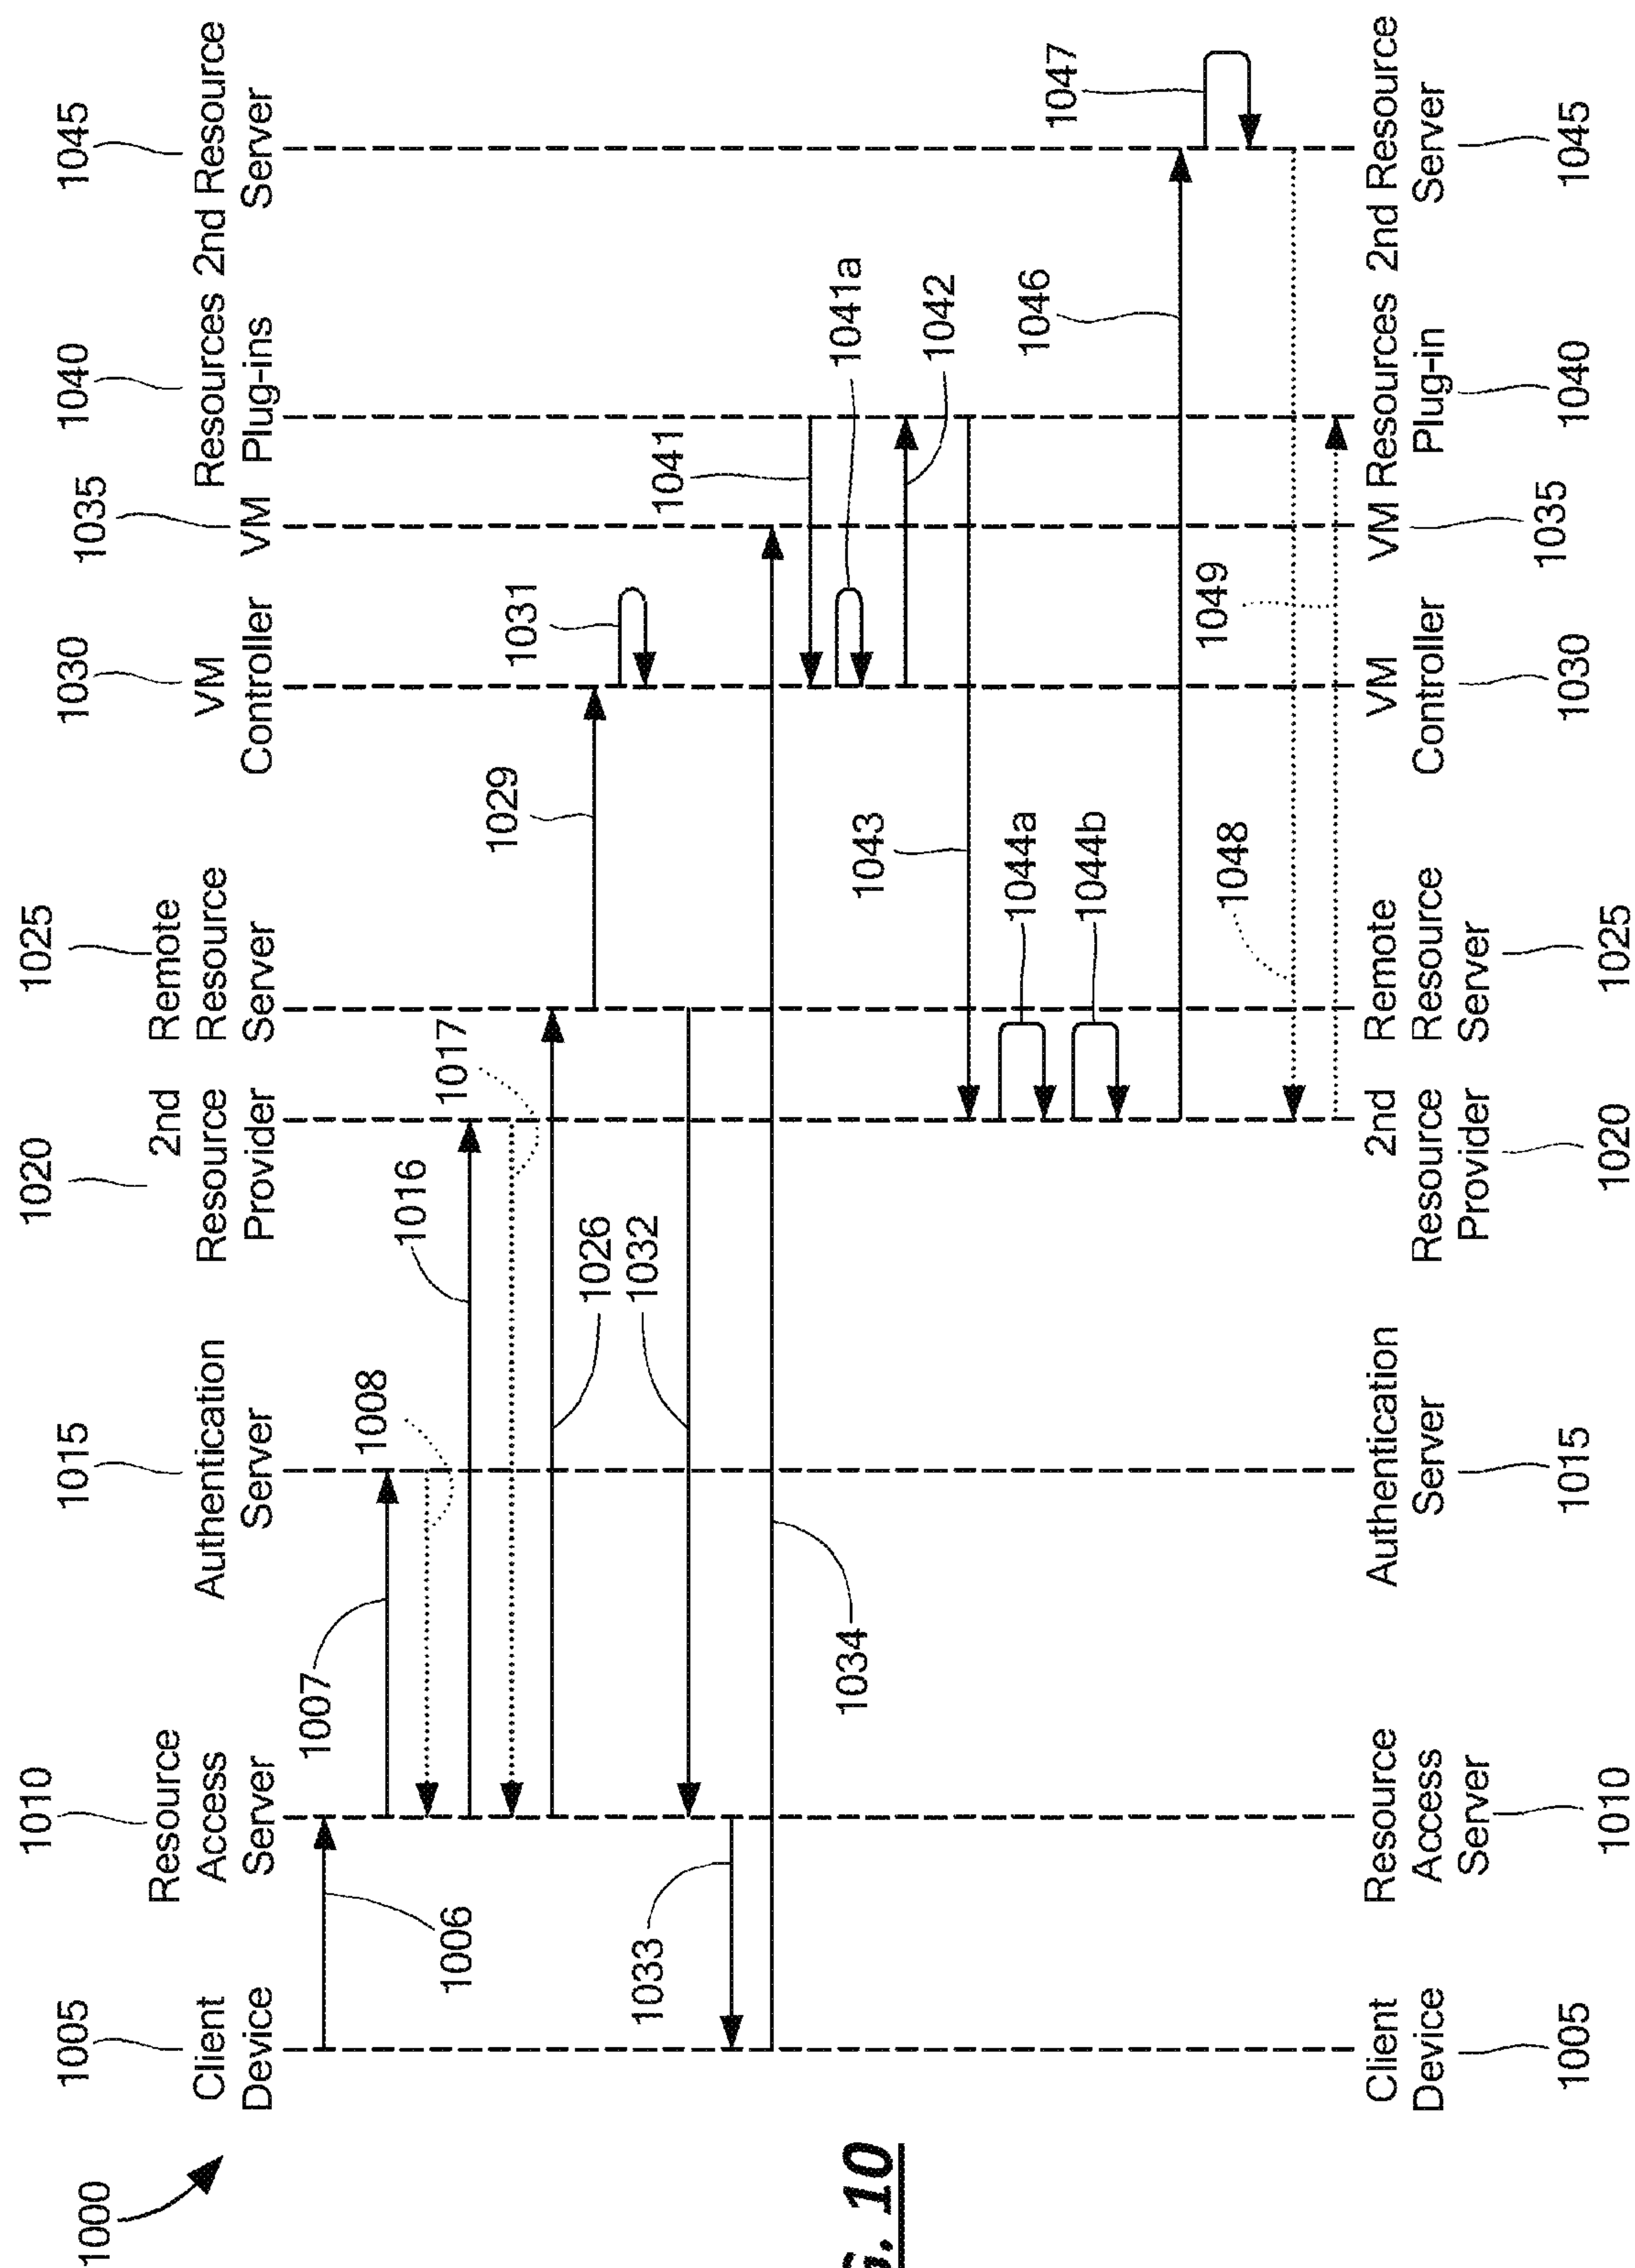 1000
1005
1010
1015
1020
1025
1030
1035
1040
1045
Client
Device
Resource
Access
Server
Authentication
Server
2nd
Resource
Provider
Remote
Resource
Server
VM
Controller
VM
Resources
Plug-ins
2nd Resource
Server
1006
1007
1008
1016
1017
1026
1029
1031
1032
1033
1034
1041
1041a
1042
1043
1044a
1044b
1046
1047
1048
1049
Client
Device
Resource
Access
Server
Authentication
Server
2nd
Resource
Provider
Remote
Resource
Server
VM
Controller
VM
Resources
Plug-in
2nd Resource
Server
1005
1010
1015
1020
1025
1030
1035
1040
1045
G. 10